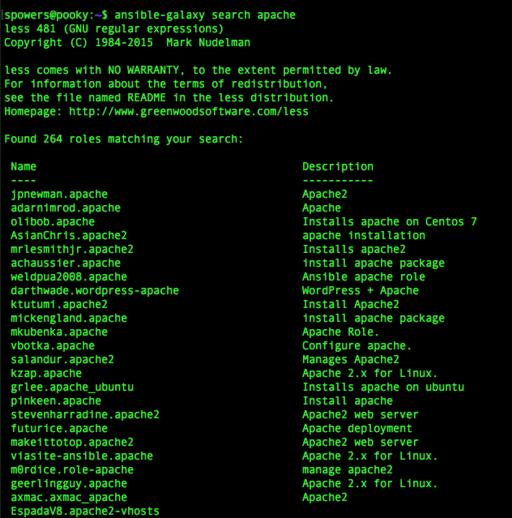 spowers@pooky:~$ ansible-galaxy search apache
less 481 (GNU regular expressions)
Copyright (C) 1984-2015  Mark Nudelman

less comes with NO WARRANTY, to the extent permitted by law.
For information about the terms of redistribution,
see the file named README in the less distribution.
Homepage: http://www.greenwoodsoftware.com/less

Found 264 roles matching your search:

 Name                                Description
 ----                                -----------
 jpnewman.apache                     Apache2
 adarnimrod.apache                   Apache
 olibob.apache                       Installs apache on Centos 7
 AsianChris.apache2                  apache installation
 mrlesmithjr.apache2                 Installs apache2
 achaussier.apache                   install apache package
 weldpua2008.apache                  Ansible apache role
 darthwade.wordpress-apache          WordPress + Apache
 ktutumi.apache2                     Install Apache2
 mickengland.apache                  install apache package
 mkubenka.apache                     Apache Role.
 vbotka.apache                       Configure apache.
 salandur.apache2                    Manages Apache2
 kzap.apache                         Apache 2.x for Linux.
 grlee.apache_ubuntu                 Installs apache on ubuntu
 pinkeen.apache                      Install apache
 stevenharradine.apache2             Apache2 web server
 futurice.apache                     Apache deployment
 makeittotop.apache2                 Apache2 web server
 viasite-ansible.apache              Apache 2.x for Linux.
 m0rdice.role-apache                 manage apache2
 geerlingguy.apache                  Apache 2.x for Linux.
 axmac.axmac_apache                  Apache2
 EspadaV8.apache2-vhosts